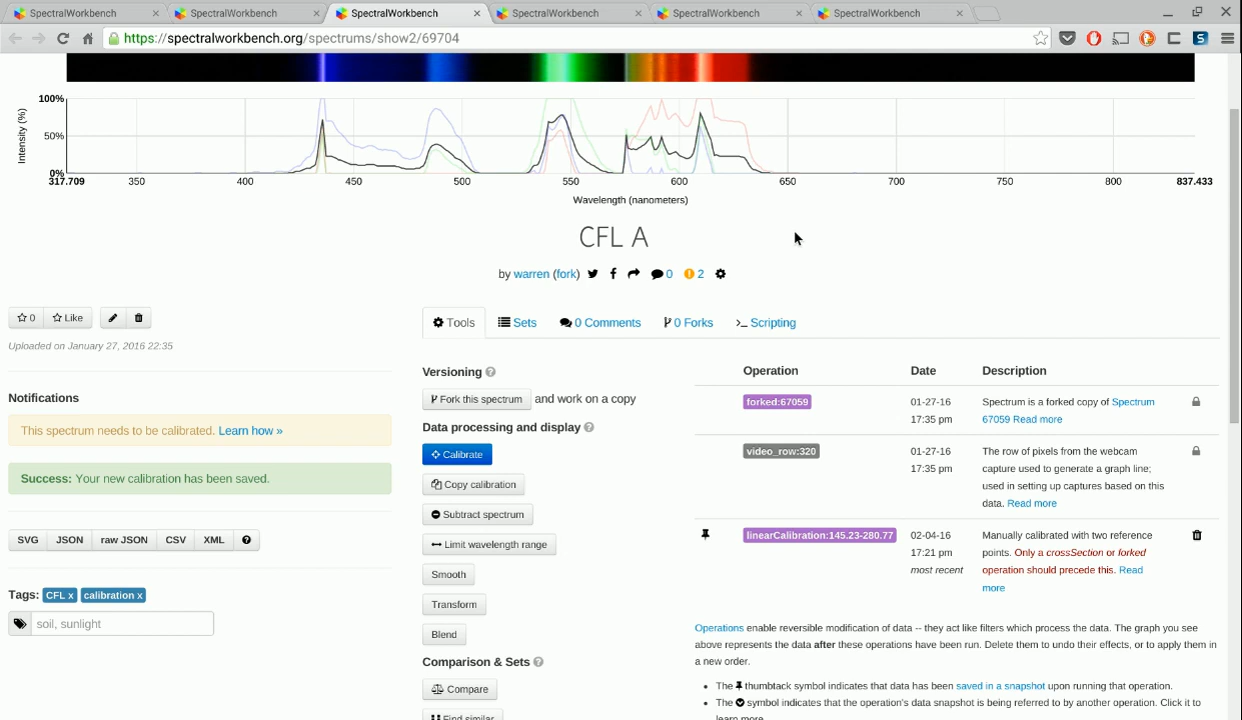 SpectralWorkbench × SpectralWorkbench × SpectralWorkbench × SpectralWorkbench × SpectralWorkbench × SpectralWorkbench ×
https://spectralworkbench.org/spectrums/show2/69704
100%
50%
0%
Intensity (%)
317.709 350 400 450 500 550 600 650 700 750 800 837.433
Wavelength (nanometers)
CFL A
by warren (fork) 0 2
0 Like
Uploaded on January 27, 2016 22:35
Notifications
This spectrum needs to be calibrated. Learn how »
Success: Your new calibration has been saved.
SVG JSON raw JSON CSV XML
Tags: CFL x calibration x
soil, sunlight
Tools Sets 0 Comments 0 Forks >_ Scripting
Versioning
Fork this spectrum and work on a copy
Data processing and display
Calibrate
Copy calibration
Subtract spectrum
Limit wavelength range
Smooth
Transform
Blend
Comparison & Sets
Compare
Find similar
Operation Date Description
forked:67059 01-27-16 Spectrum is a forked copy of Spectrum
17:35 pm 67059 Read more
video_row:320 01-27-16 The row of pixels from the webcam
17:35 pm capture used to generate a graph line;
used in setting up captures based on this
data. Read more
linearCalibration:145.23-280.77 02-04-16 Manually calibrated with two reference
17:21 pm points. Only a crossSection or forked
most recent operation should precede this. Read
more
Operations enable reversible modification of data -- they act like filters which process the data. The graph you see
above represents the data after these operations have been run. Delete them to undo their effects, or to apply them in
a new order.
• The thumbtack symbol indicates that data has been saved in a snapshot upon running that operation.
• The symbol indicates that the operation's data snapshot is being referred to by another operation. Click it to
learn more.